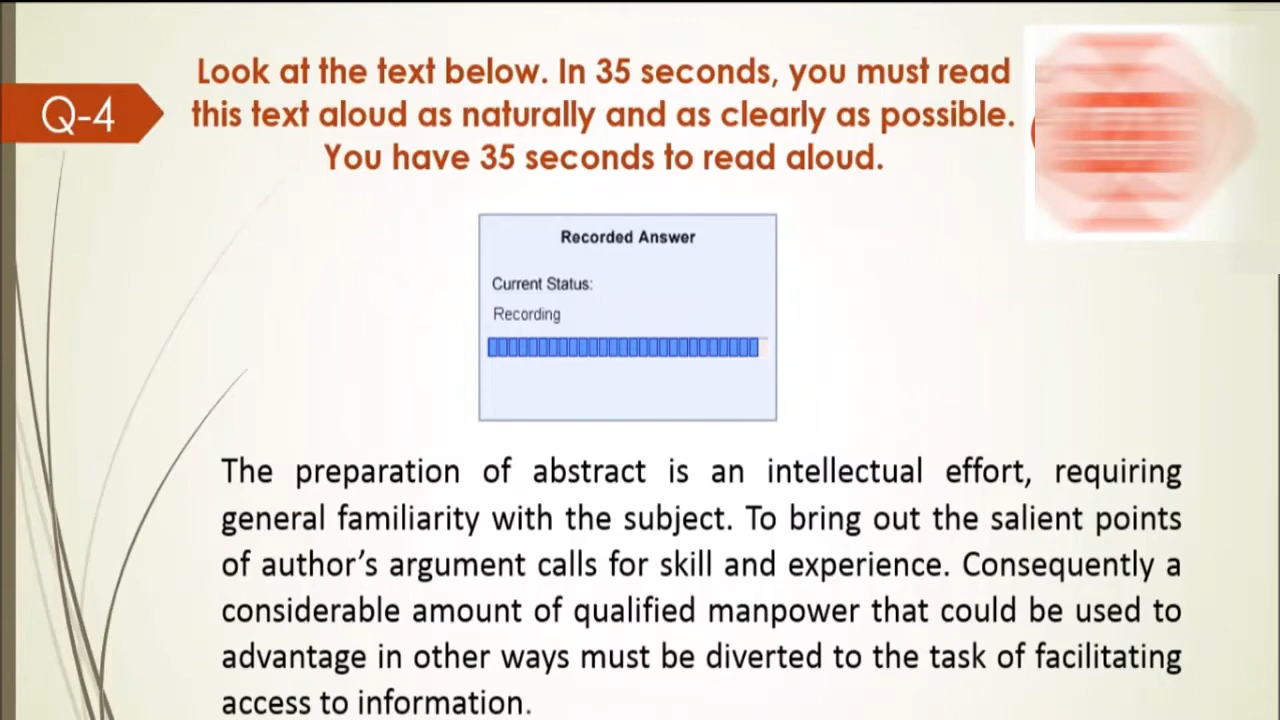 Q-4
Look at the text below. In 35 seconds, you must read
this text aloud as naturally and as clearly as possible.
You have 35 seconds to read aloud.
Recorded Answer
Current Status:
Recording
The preparation of abstract is an intellectual effort, requiring
general familiarity with the subject. To bring out the salient points
of author’s argument calls for skill and experience. Consequently a
considerable amount of qualified manpower that could be used to
advantage in other ways must be diverted to the task of facilitating
access to information.